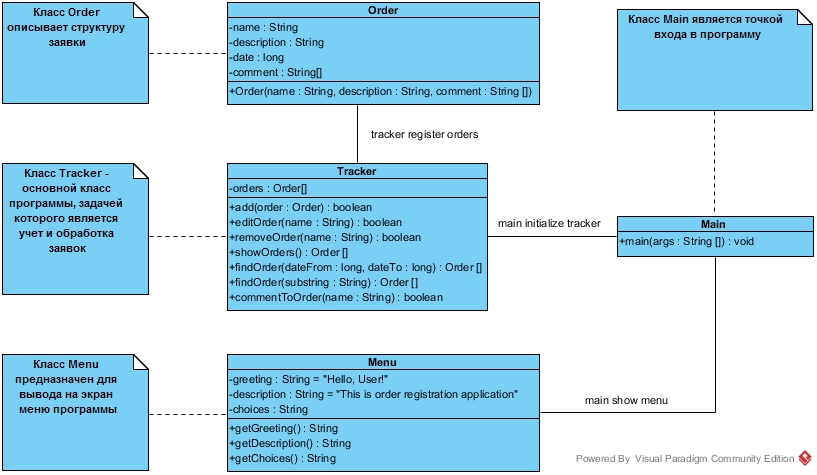 Класс Order
описывает структуру
заявки
Order
-name : String
-description : String
-date : long
-comment : String[]
+Order(name : String, description : String, comment : String [])
Класс Main является точкой
входа в программу
tracker register orders
Класс Tracker -
основной класс
программы, задачей
которого является
учет и обработка
заявок
Tracker
-orders : Order[]
+add(order : Order) : boolean
+editOrder(name : String) : boolean
+removeOrder(name : String) : boolean
+showOrders() : Order []
+findOrder(dateFrom : long, dateTo : long) : Order []
+findOrder(substring : String) : Order []
+commentToOrder(name : String) : boolean
main initialize tracker
Main
+main(args : String []) : void
Класс Menu
предназначен для
вывода на экран
меню программы
Menu
-greeting : String = "Hello, User!"
-description : String = "This is order registration application"
-choices : String
+getGreeting() : String
+getDescription() : String
+getChoices() : String
main show menu
Powered By Visual Paradigm Community Edition